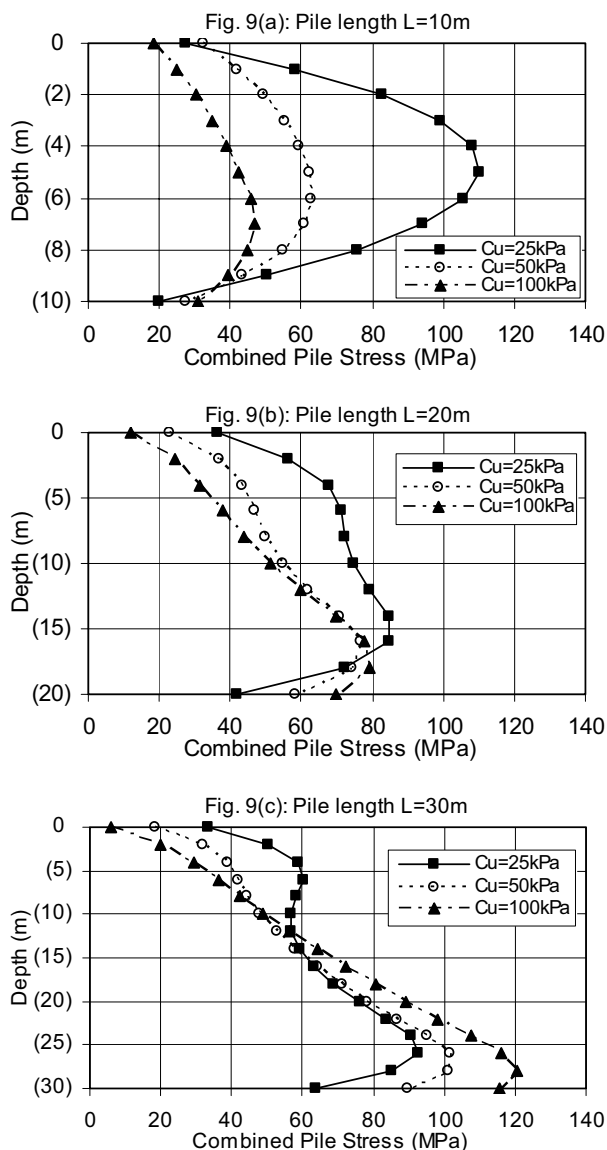 Fig. 9(a): Pile length L=10m
0
(2)
(4)
(6)
(8)
(10)
Depth (m)
Cu=25kPa
Cu=50kPa
Cu=100kPa
0 20 40 60 80 100 120 140
Combined Pile Stress (MPa)
Fig. 9(b): Pile length L=20m
0
(5)
(10)
(15)
(20)
Depth (m)
Cu=25kPa
Cu=50kPa
Cu=100kPa
0 20 40 60 80 100 120 140
Combined Pile Stress (MPa)
Fig. 9(c): Pile length L=30m
0
(5)
(10)
(15)
(20)
(25)
(30)
Depth (m)
Cu=25kPa
Cu=50kPa
Cu=100kPa
0 20 40 60 80 100 120 140
Combined Pile Stress (MPa)